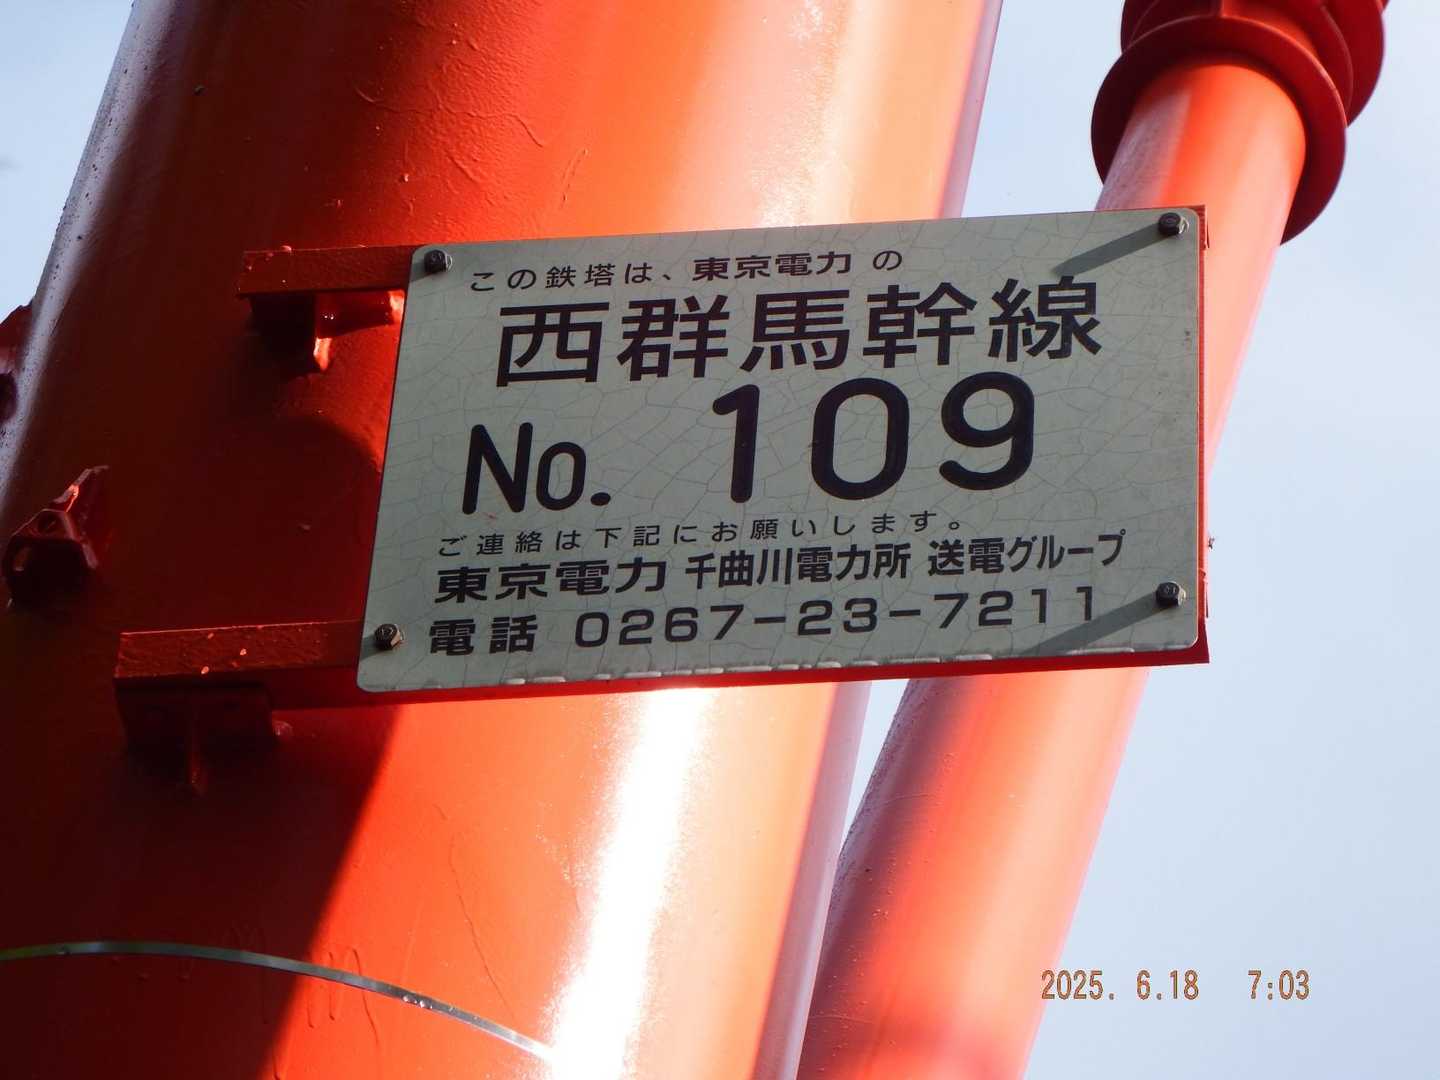 この鉄塔は、東京電力の
西群馬幹線
No. 109
ご連絡は下記にお願いします。
東京電力 千曲川電力所 送電グループ
電話 0267-23-7211
2025. 6.18 7:03